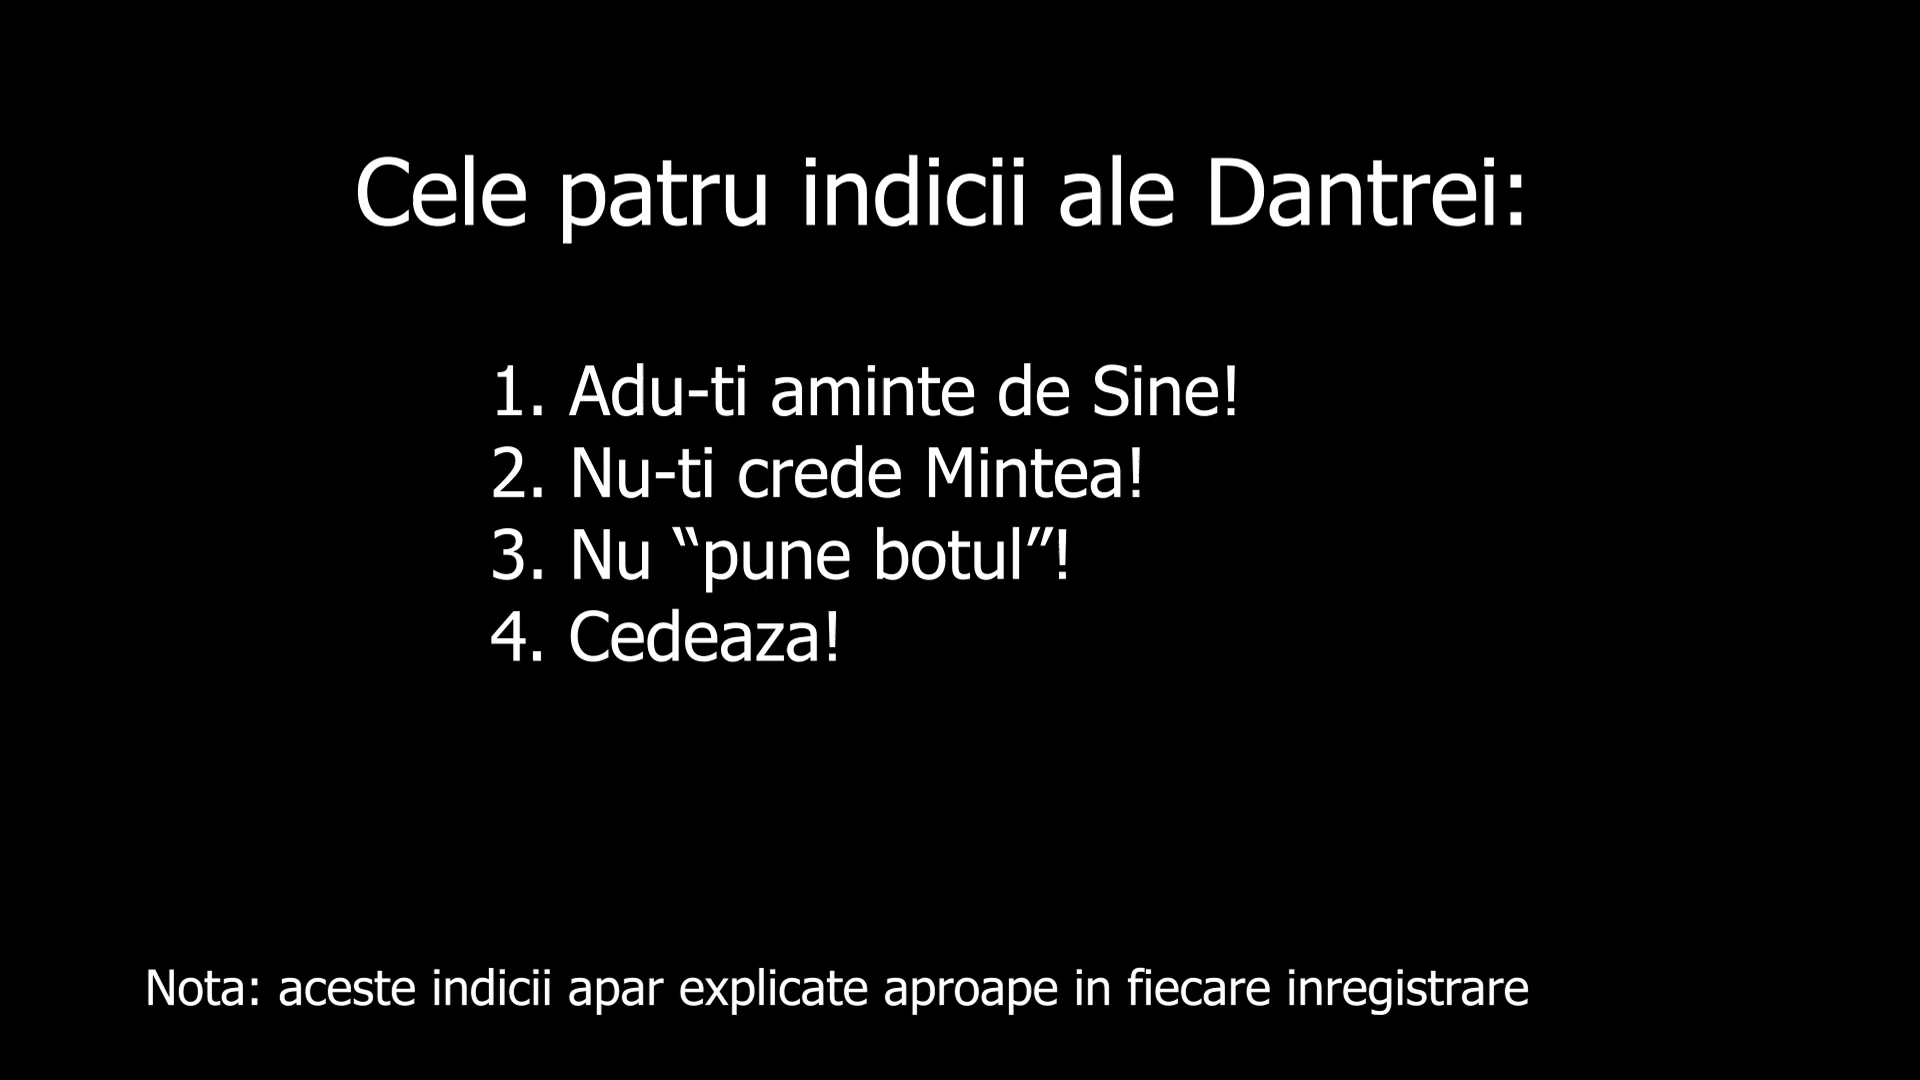 Cele patru indicii ale Dantrei:
1. Adu-ti aminte de Sine!
2. Nu-ti crede Mintea!
3. Nu “pune botul”!
4. Cedeaza!
Nota: aceste indicii apar explicate aproape in fiecare inregistrare